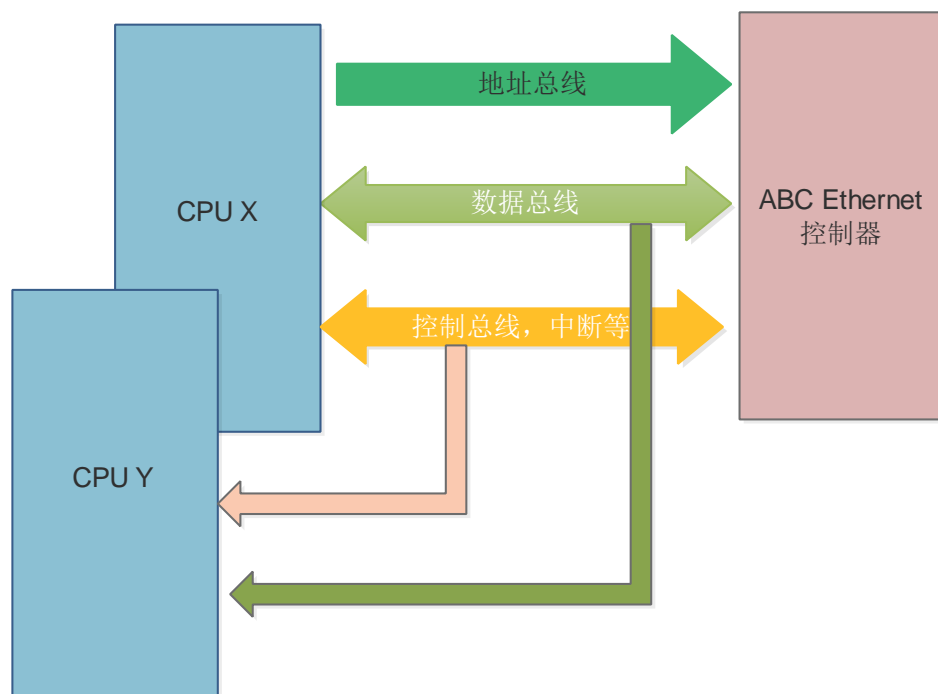 地址总线
CPU X
数据总线
ABC Ethernet
控制器
控制总线，中断等
CPU Y